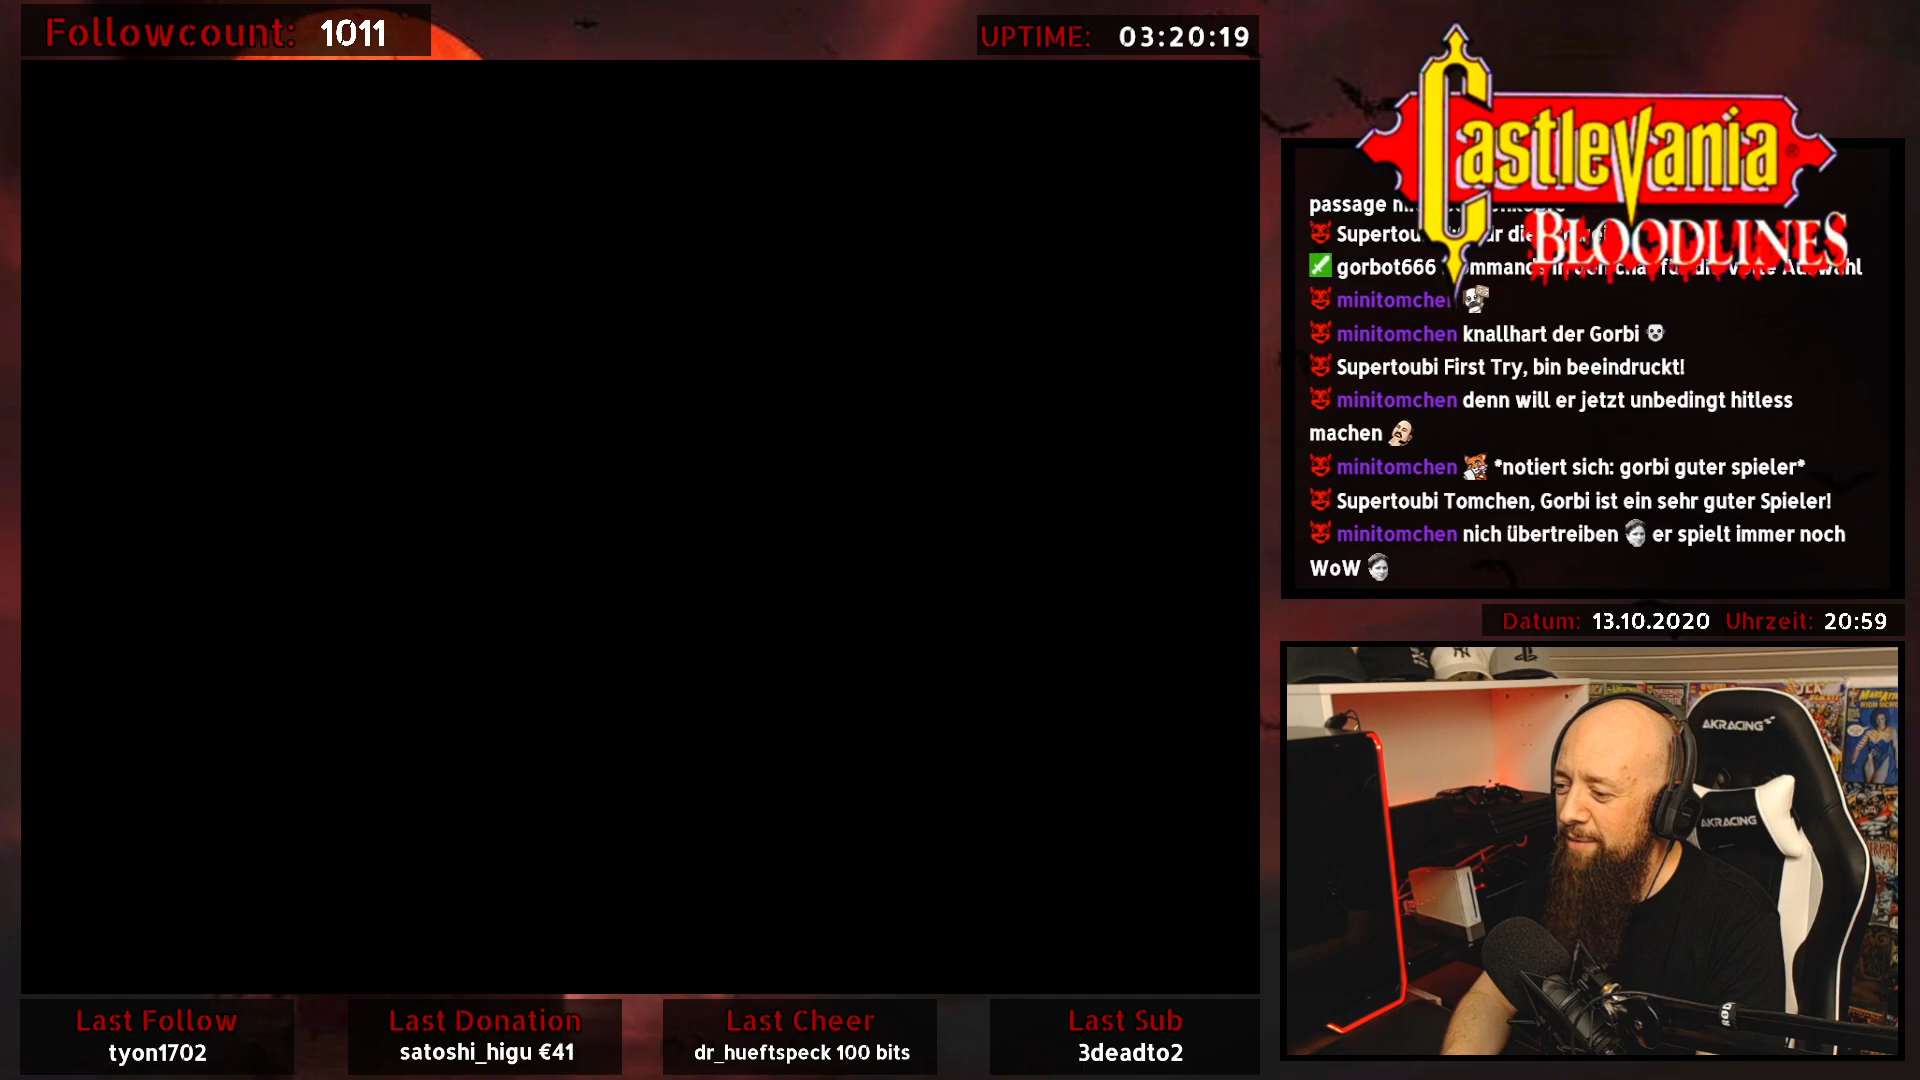 Followcount: 1011
UPTIME: 03:20:19
Castlevania
BLOODLINES
passage
Supertou
gorbot666
minitomchen
minitomchen knallhart der Gorbi
Supertoubi First Try, bin beeindruckt!
minitomchen denn will er jetzt unbedingt hitless
machen
minitomchen *notiert sich: gorbi guter spieler*
Supertoubi Tomchen, Gorbi ist ein sehr guter Spieler!
minitomchen nich übertreiben er spielt immer noch
WoW
Datum: 13.10.2020 Uhrzeit: 20:59
AKRACING
AKRACING
Last Follow
tyon1702
Last Donation
satoshi_higu €41
Last Cheer
dr_hueftspeck 100 bits
Last Sub
3deadto2